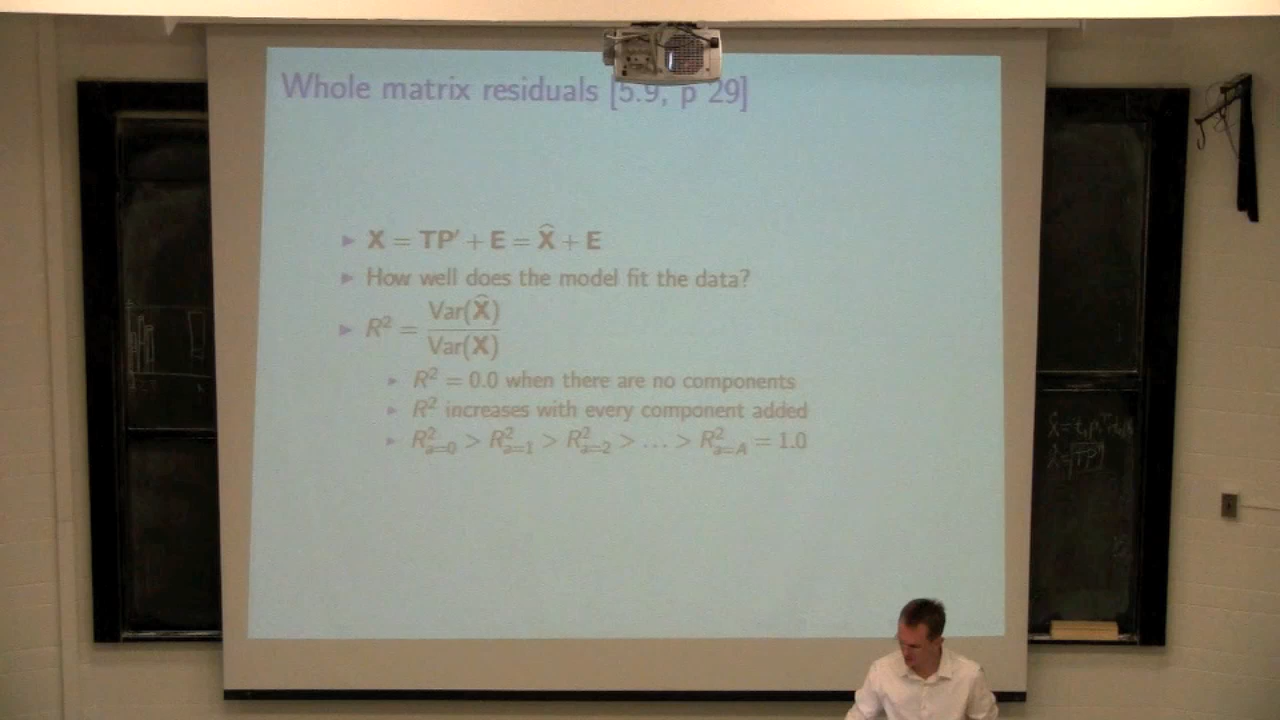 Whole matrix residuals [5.9, p 29]
► X = TP′ + E = X̂ + E
► How well does the model fit the data?
► R² = Var(X̂) / Var(X)
► R² = 0.0 when there are no components
► R² increases with every component added
► R²ₐ₌₀ > R²ₐ₌₁ > R²ₐ₌₂ > … > R²ₐ₌A = 1.0